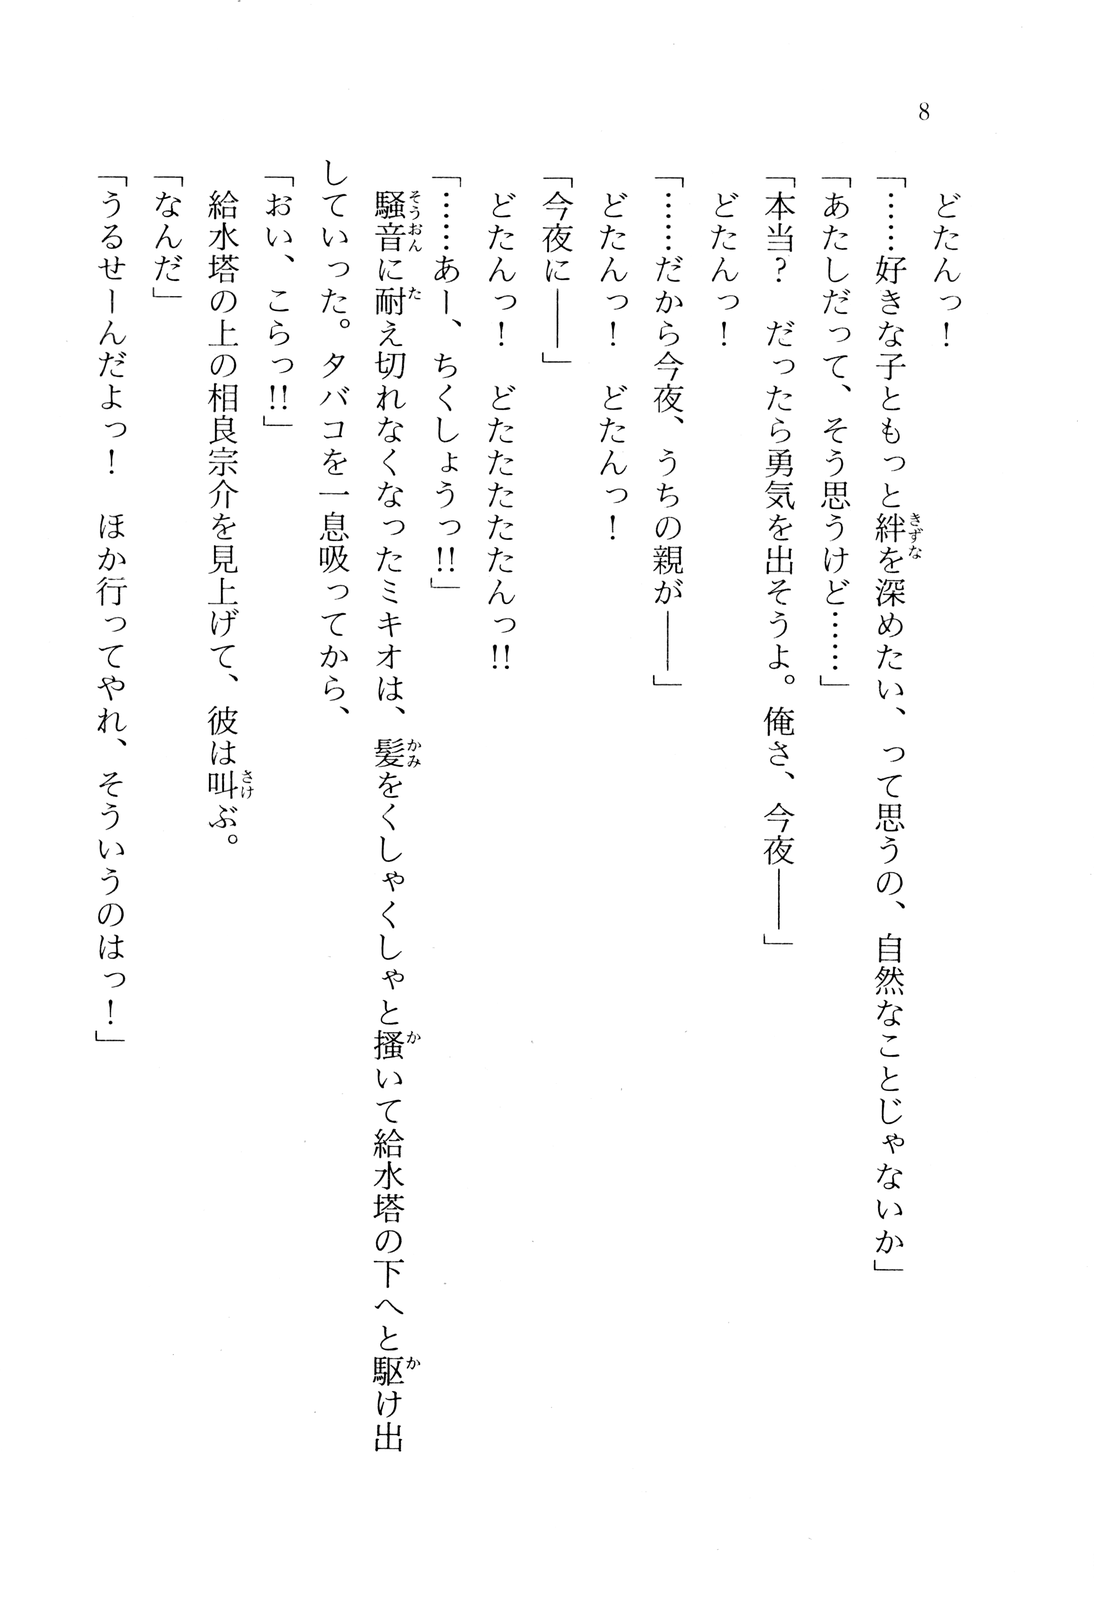 8
どたんっ！
「……好きな子ともっと絆を深めたい、って思うの、自然なことじゃないか」
「あたしだって、そう思うけど……」
「本当？　だったら勇気を出そうよ。俺さ、今夜――」
どたんっ！
「……だから今夜、うちの親が――」
どたんっ！　どたんっ！
「今夜に――」
どたんっ！　どたたたたたんっ!!
「……あー、ちくしょうっ!!」
騒音に耐え切れなくなったミキオは、髪をくしゃくしゃと掻いて給水塔の下へと駆け出
していった。タバコを一息吸ってから、
「おい、こらっ!!」
給水塔の上の相良宗介を見上げて、彼は叫ぶ。
「なんだ」
「うるせーんだよっ！　ほか行ってやれ、そういうのはっ！」